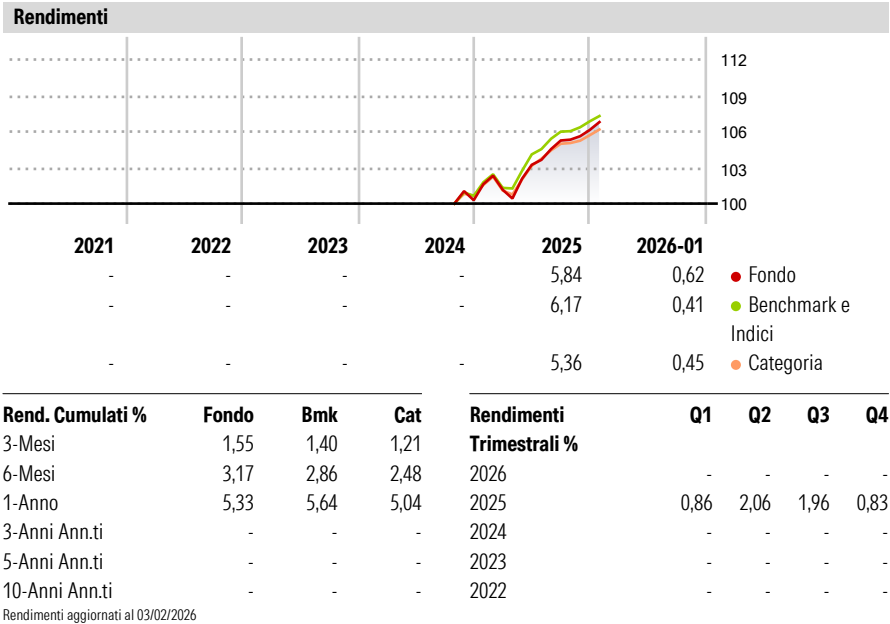 Rendimenti
112
109
106
103
100
2021 2022 2023 2024 2025 2026-01
- - - - 5,84 0,62 Fondo
- - - - 6,17 0,41 Benchmark e
Indici
- - - - 5,36 0,45 Categoria
Rend. Cumulati % Fondo Bmk Cat
3-Mesi 1,55 1,40 1,21
6-Mesi 3,17 2,86 2,48
1-Anno 5,33 5,64 5,04
3-Anni Ann.ti - - -
5-Anni Ann.ti - - -
10-Anni Ann.ti - - -
Rendimenti Q1 Q2 Q3 Q4
Trimestrali %
2026 - - - -
2025 0,86 2,06 1,96 0,83
2024 - - - -
2023 - - - -
2022 - - - -
Rendimenti aggiornati al 03/02/2026